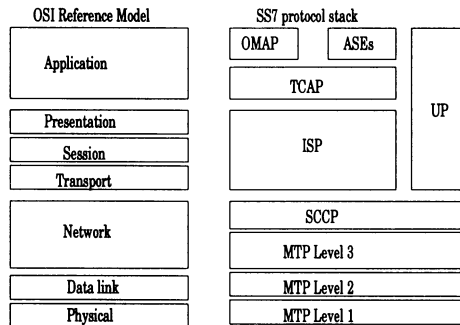 OSI Reference Model
SS7 protocol stack
Application
OMAP
ASEs
TCAP
UP
Presentation
Session
Transport
ISP
Network
SCCP
MTP Level 3
Data link
MTP Level 2
Physical
MTP Level 1